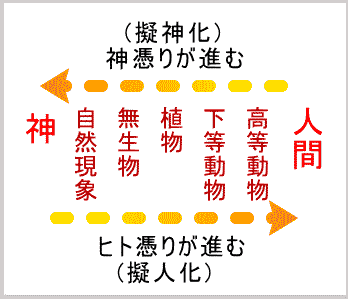 (擬神化)
神憑りが進む
神
自然現象
無生物
植物
下等動物
高等動物
人間
ヒト憑りが進む
(擬人化)